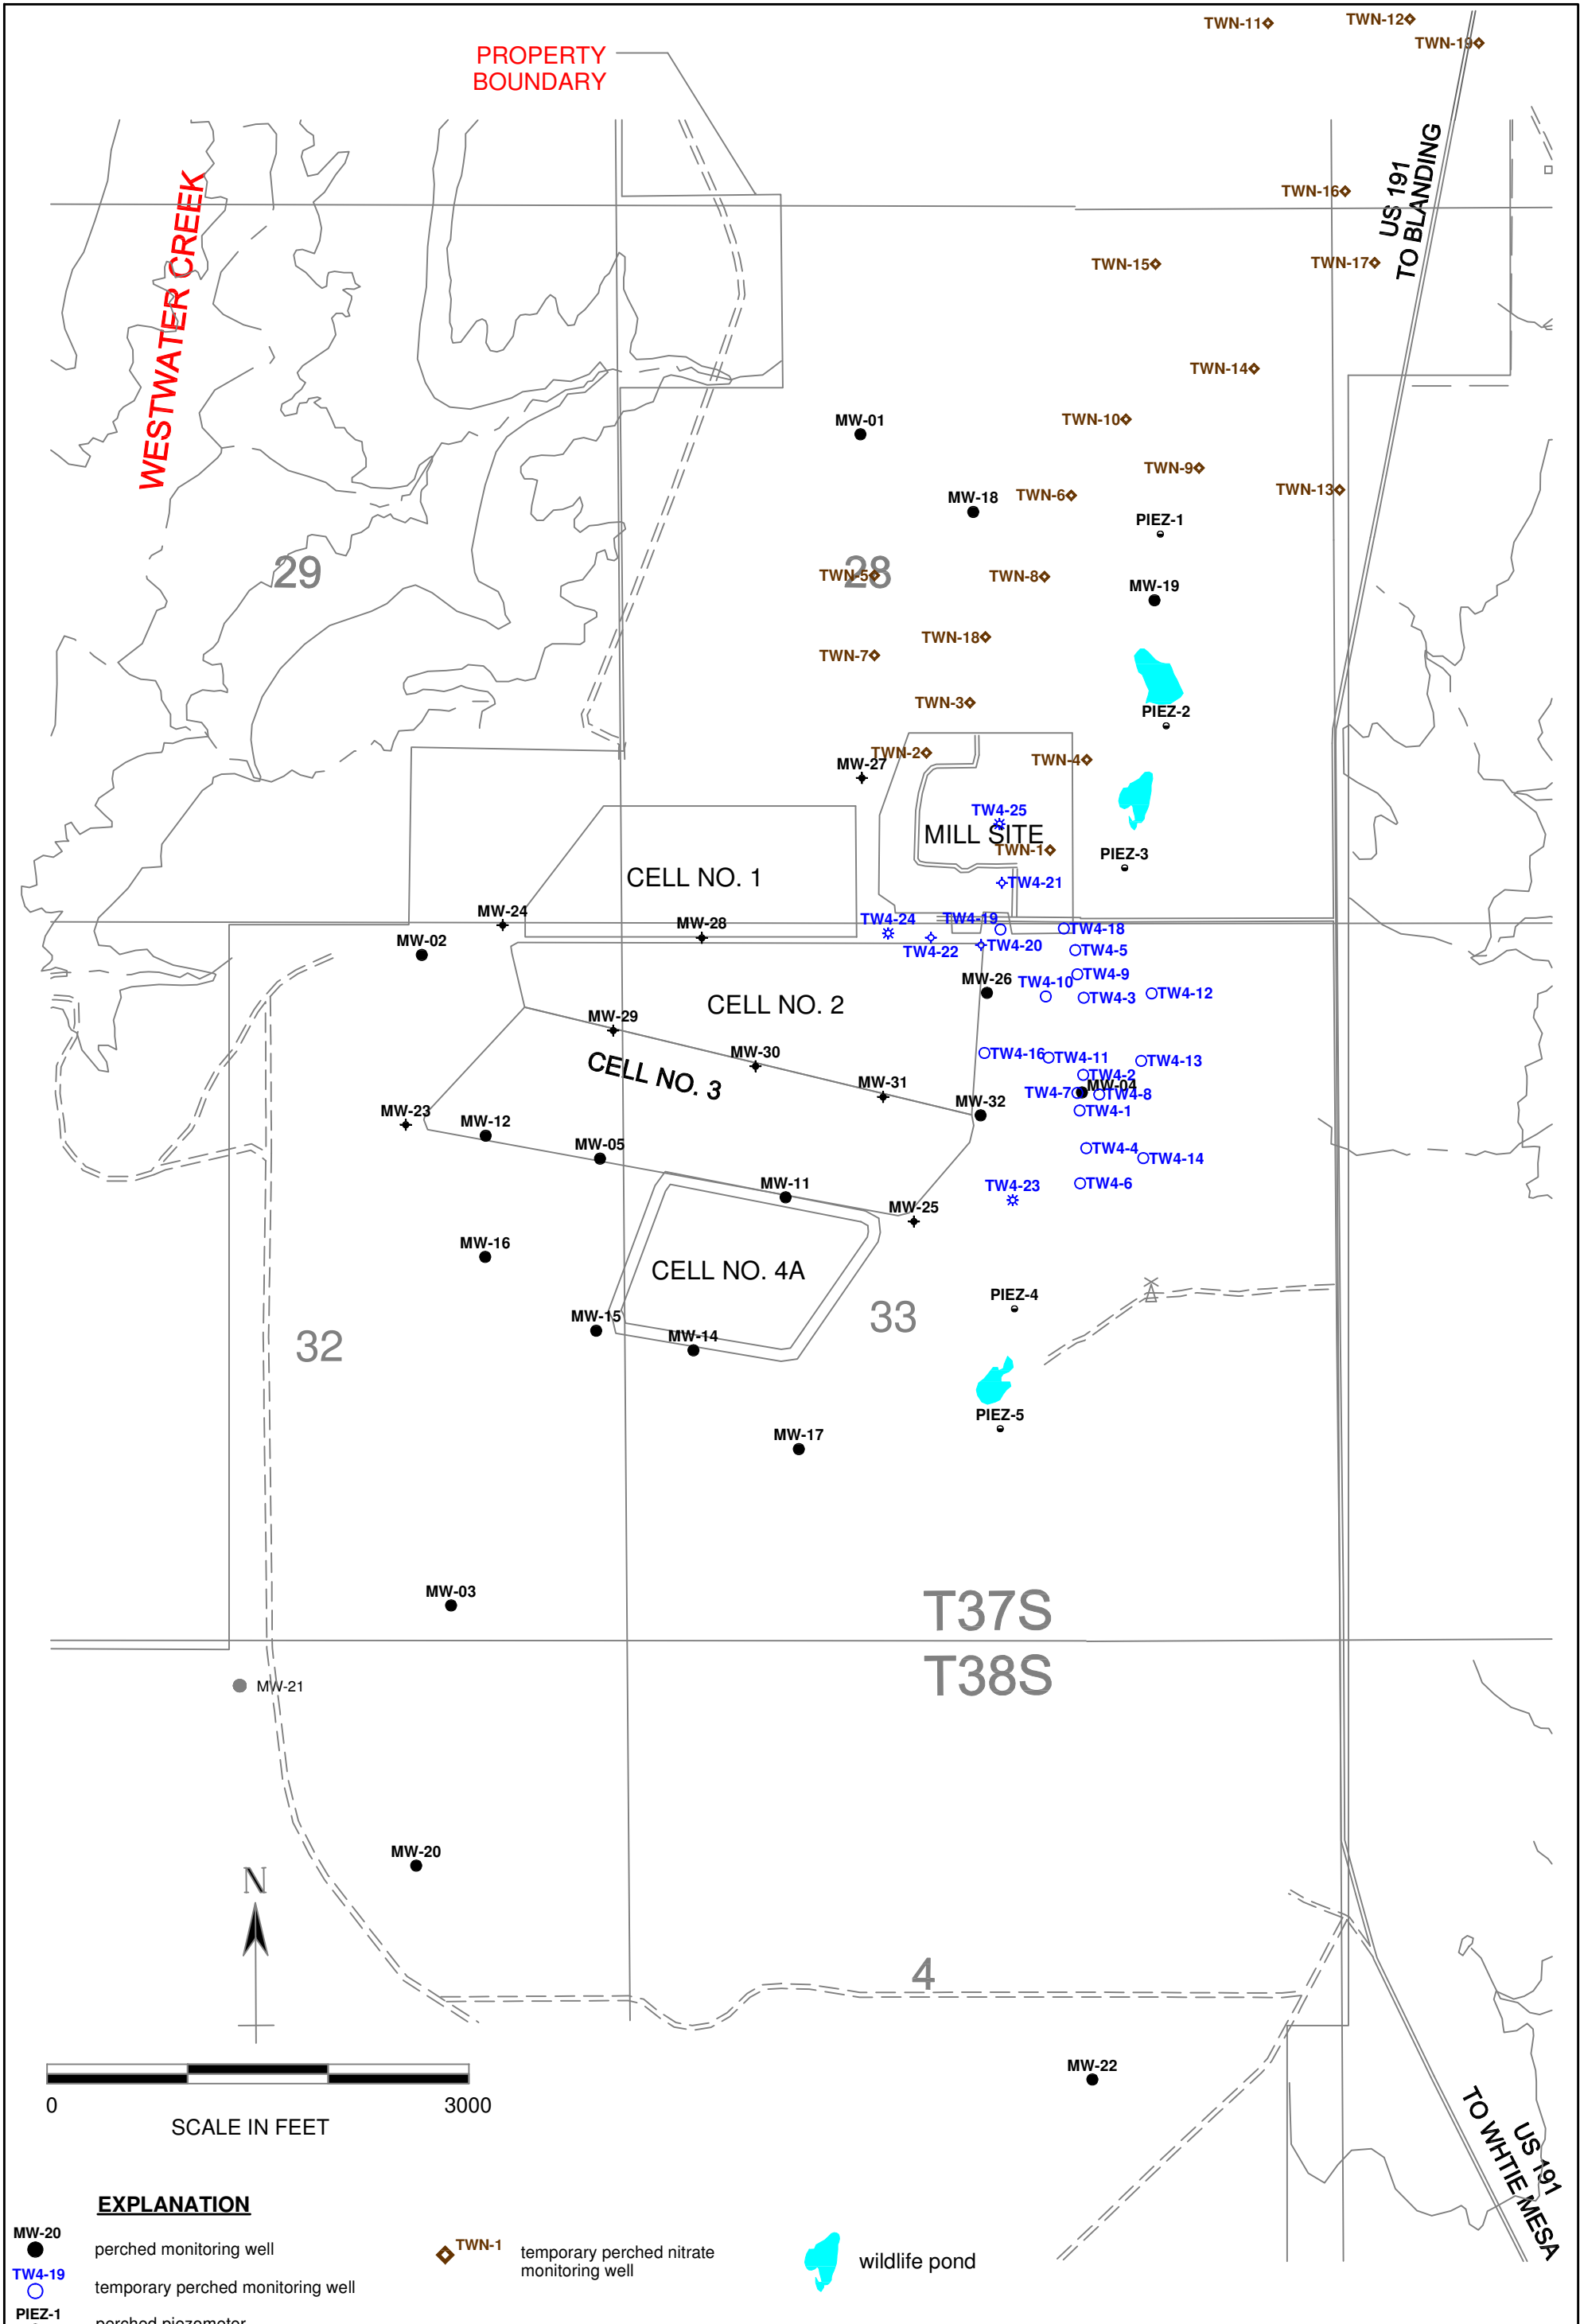 TWN-11
TWN-12
TWN-19
PROPERTY
BOUNDARY
WESTWATER CREEK
US 191
TO BLANDING
TWN-16
TWN-15
TWN-17
TWN-14
MW-01
TWN-10
TWN-9
TWN-13
MW-18
TWN-6
PIEZ-1
29
28
TWN-5
TWN-8
MW-19
TWN-18
TWN-7
TWN-3
PIEZ-2
TWN-2
MW-27
TWN-4
TW4-25
MILL SITE
TWN-1
PIEZ-3
CELL NO. 1
TW4-21
MW-24
MW-28
TW4-24
TW4-19
TW4-18
MW-02
TW4-22
TW4-20
TW4-5
MW-26
TW4-10
TW4-9
TW4-3
TW4-12
CELL NO. 2
MW-29
MW-30
CELL NO. 3
TW4-16
TW4-11
TW4-13
TW4-2
MW-31
MW-04
TW4-7
TW4-8
MW-23
MW-12
MW-32
TW4-1
MW-05
TW4-4
TW4-14
MW-11
TW4-23
TW4-6
MW-25
MW-16
CELL NO. 4A
PIEZ-4
33
MW-15
32
MW-14
PIEZ-5
MW-17
MW-03
T37S
T38S
MW-21
MW-20
N
4
MW-22
0
3000
SCALE IN FEET
US 191
TO WHTIE MESA
EXPLANATION
MW-20
perched monitoring well
TWN-1
temporary perched nitrate
monitoring well
wildlife pond
TW4-19
temporary perched monitoring well
PIEZ-1
perched piezometer